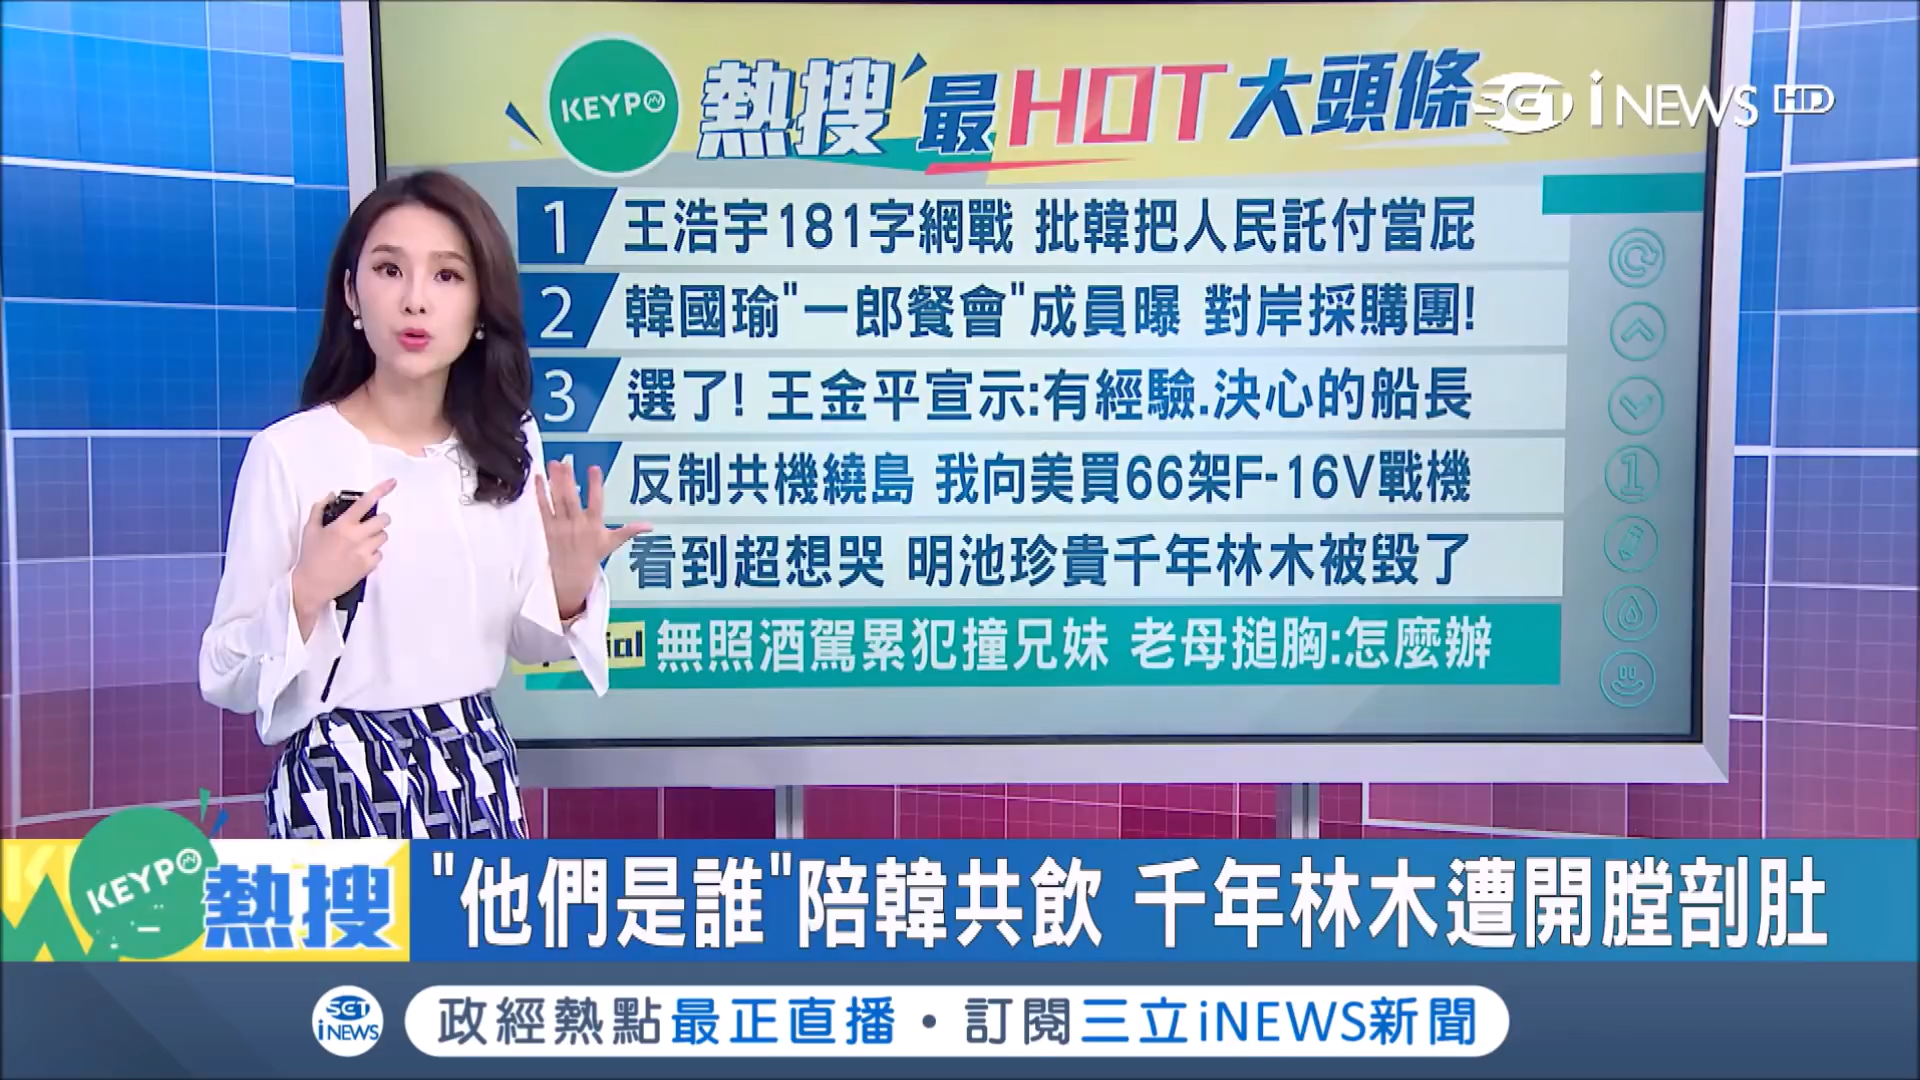 KEYPO 熱搜 最HOT大頭條
SET iNEWS HD
1 王浩宇181字網戰 批韓把人民託付當屁
2 韓國瑜"一郎餐會"成員曝 對岸採購團!
3 選了! 王金平宣示:有經驗.決心的船長
4 反制共機繞島 我向美買66架F-16V戰機
看到超想哭 明池珍貴千年林木被毀了
無照酒駕累犯撞兄妹 老母搥胸:怎麼辦
KEYPO 熱搜
"他們是誰"陪韓共飲 千年林木遭開膛剖肚
SET iNEWS
政經熱點最正直播・訂閱三立iNEWS新聞